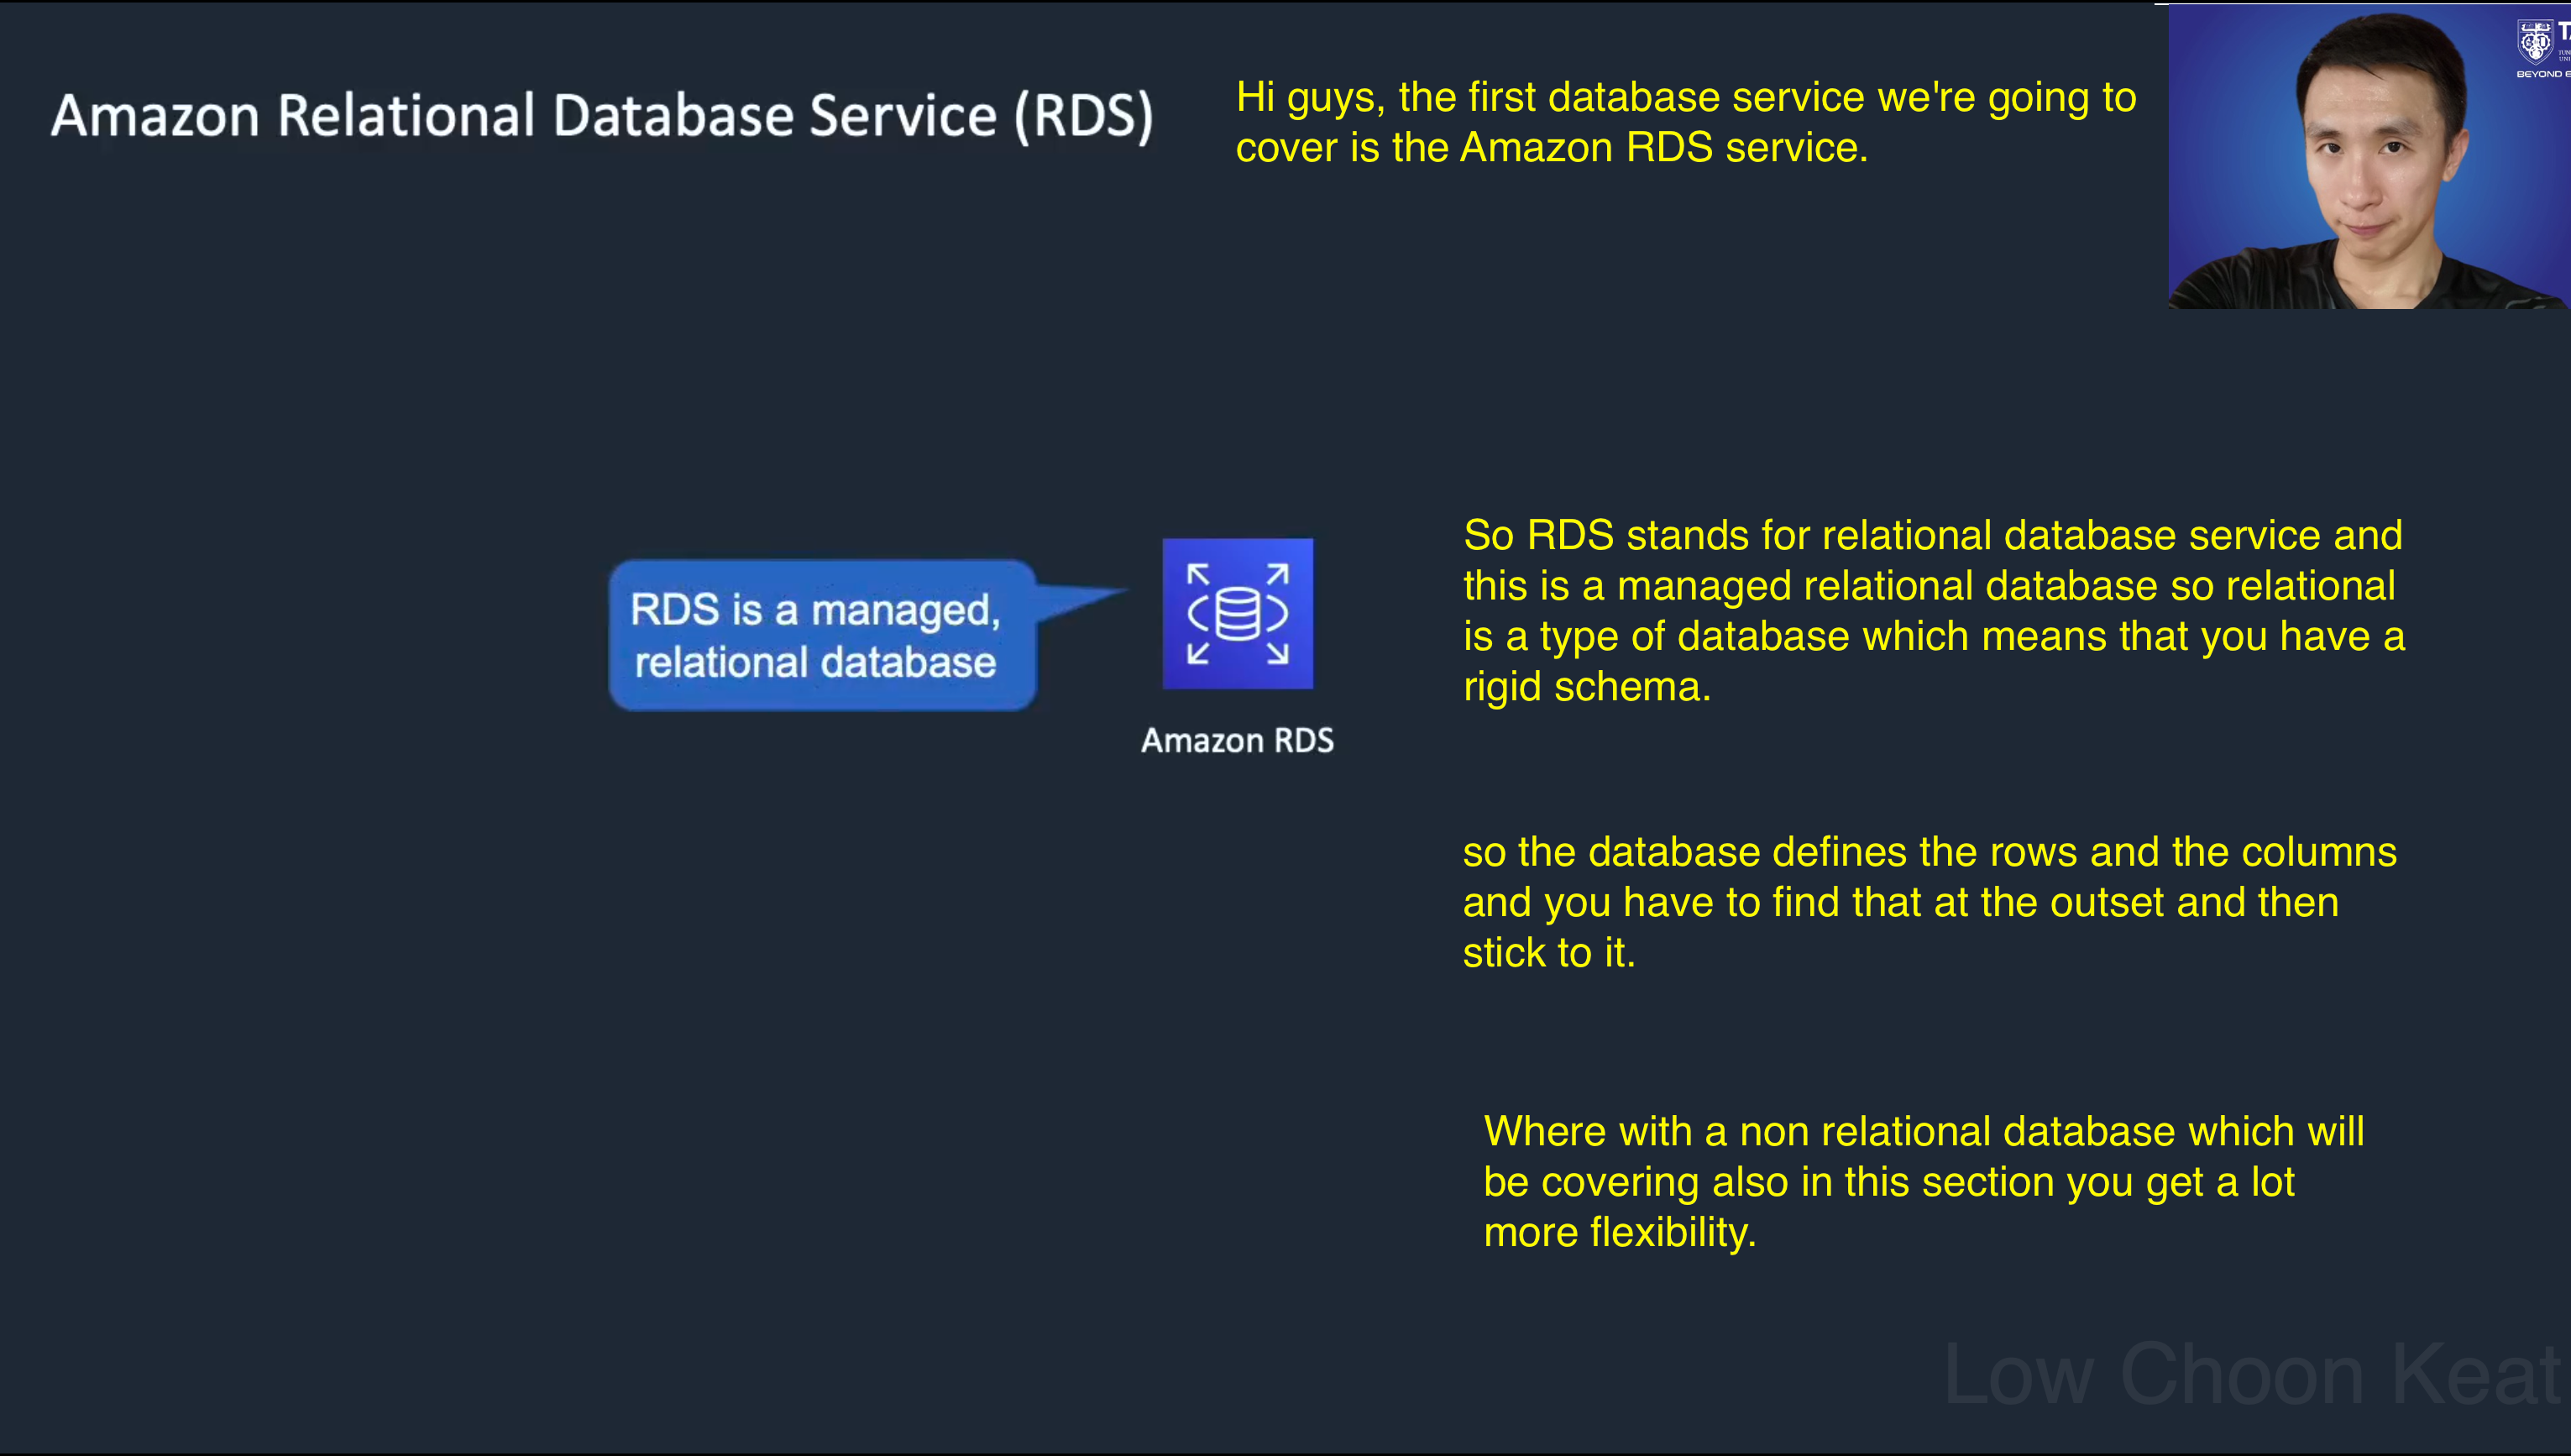 Amazon Relational Database Service (RDS)
Hi guys, the first database service we're going to
cover is the Amazon RDS service.
BEYOND
RDS is a managed,
relational database
Amazon RDS
So RDS stands for relational database service and
this is a managed relational database so relational
is a type of database which means that you have a
rigid schema.
so the database defines the rows and the columns
and you have to find that at the outset and then
stick to it.
Where with a non relational database which will
be covering also in this section you get a lot
more flexibility.
Low Choon Keat